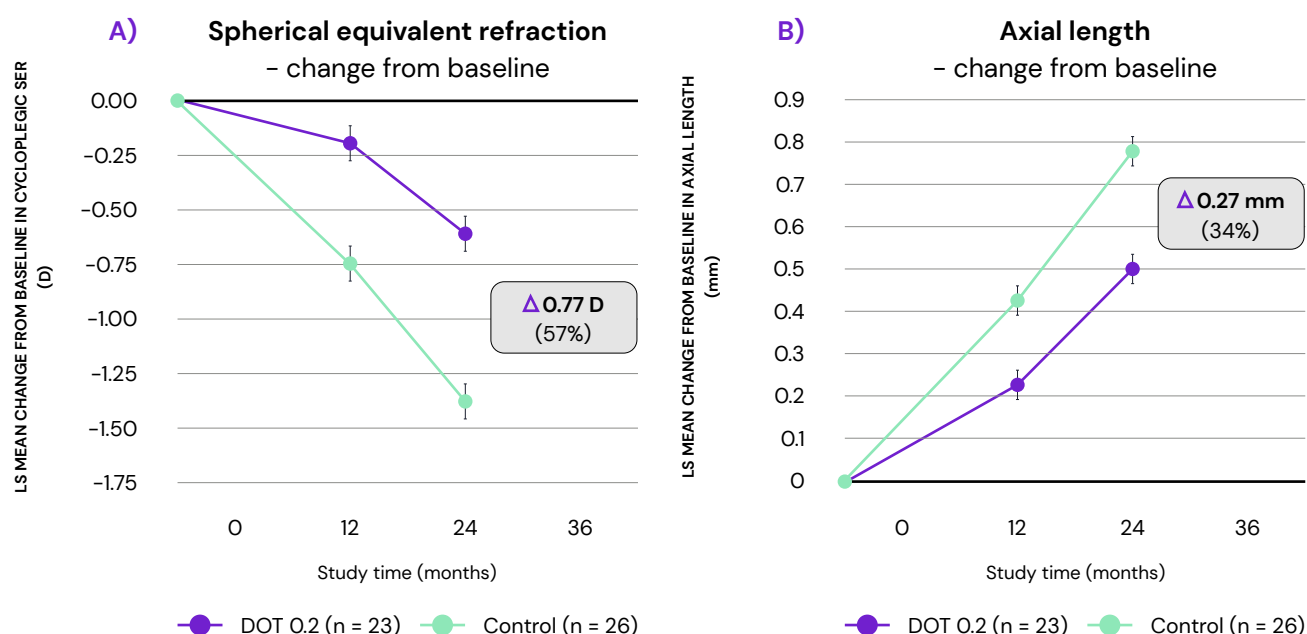 A)
Spherical equivalent refraction
– change from baseline
LS MEAN CHANGE FROM BASELINE IN CYCLOPLEGIC SER
(D)
0.00
–0.25
–0.50
–0.75
–1.00
–1.25
–1.50
–1.75
Δ 0.77 D
(57%)
0 12 24 36
Study time (months)
DOT 0.2 (n = 23) Control (n = 26)
B)
Axial length
– change from baseline
LS MEAN CHANGE FROM BASELINE IN AXIAL LENGTH
(mm)
0.9
0.8
0.7
0.6
0.5
0.4
0.3
0.2
0.1
0
Δ 0.27 mm
(34%)
0 12 24 36
Study time (months)
DOT 0.2 (n = 23) Control (n = 26)